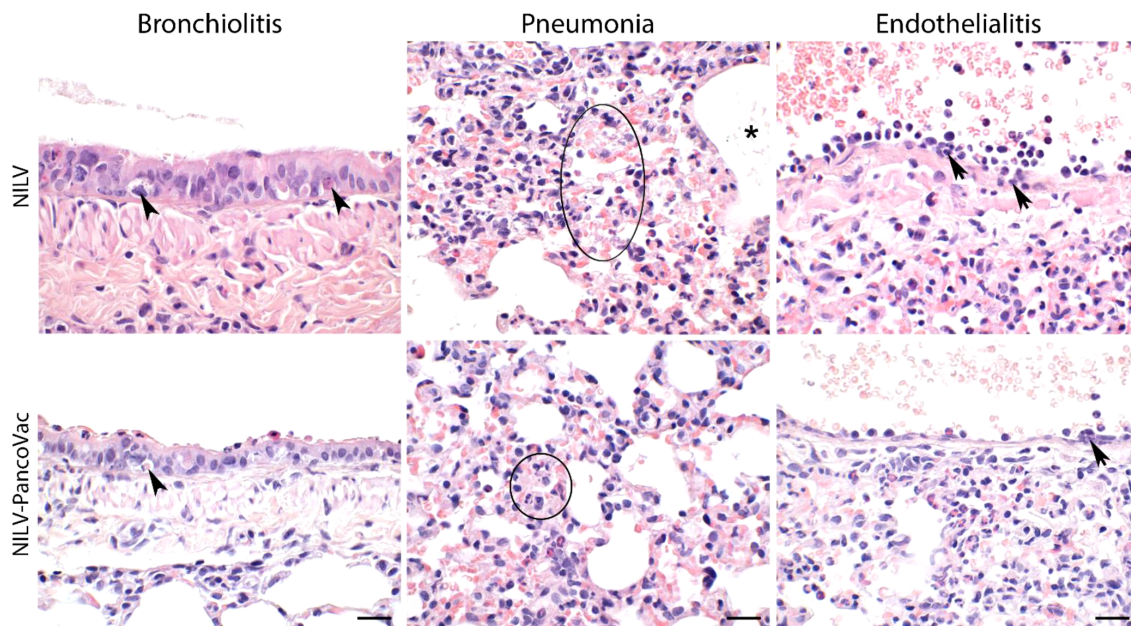 Bronchiolitis
Pneumonia
Endothelialitis
NILV
*
NILV-PancoVac